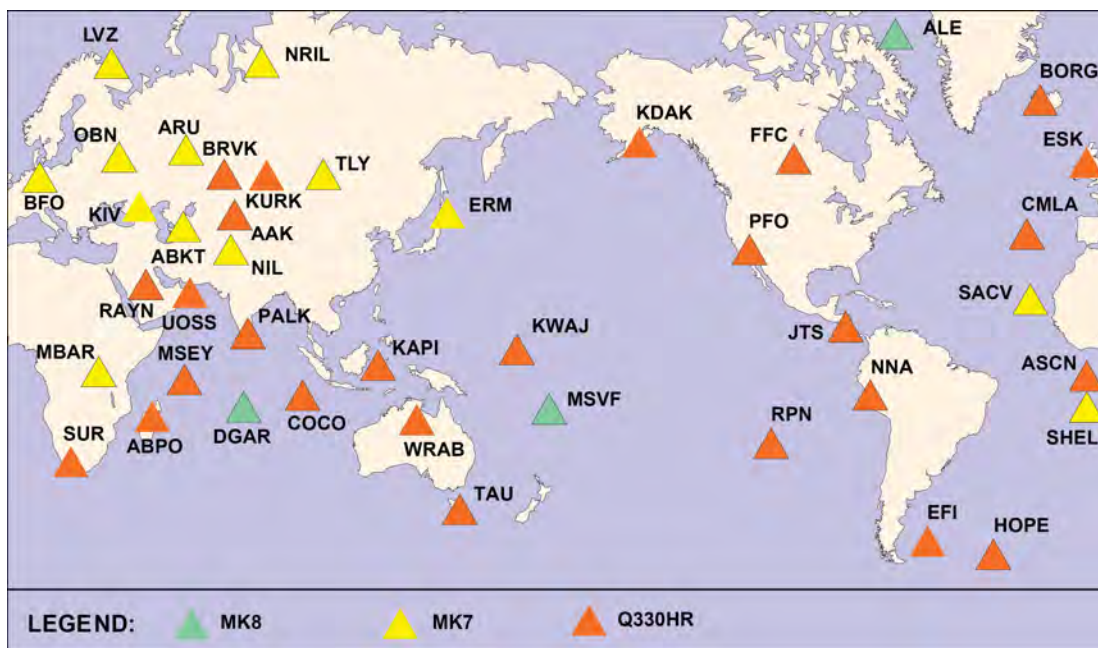 LVZ
NRIL
ALE
BORG
OBN
ARU
BRVK
TLY
KDAK
FFC
ESK
BFO
KIV
KURK
AAK
ERM
PFO
CMLA
ABKT
NIL
RAYN
UOSS
PALK
SACV
MBAR
MSEY
KAPI
KWAJ
JTS
NNA
ASCN
SUR
ABPO
DGAR
COCO
WRAB
MSVF
RPN
SHEL
TAU
EFI
HOPE
LEGEND: MK8 MK7 Q330HR